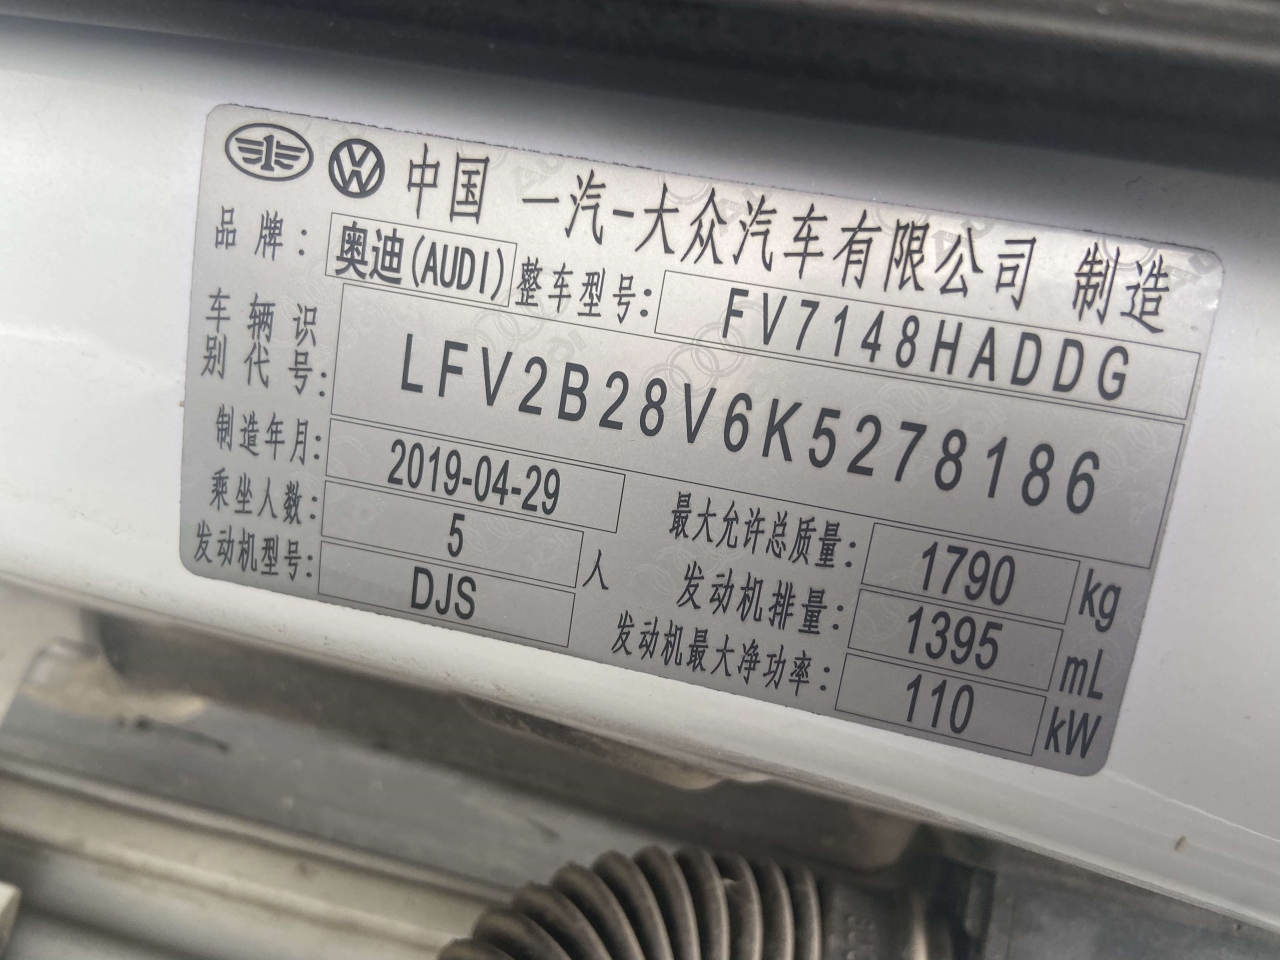 中国 一汽-大众汽车有限公司 制造
品牌: 奥迪(AUDI) 整车型号: FV7148HADDG
车辆识别代号: LFV2B28V6K5278186
制造年月: 2019-04-29
最大允许总质量: 1790 kg
乘坐人数: 5 人
发动机排量: 1395 mL
发动机型号: DJS
发动机最大净功率: 110 kW